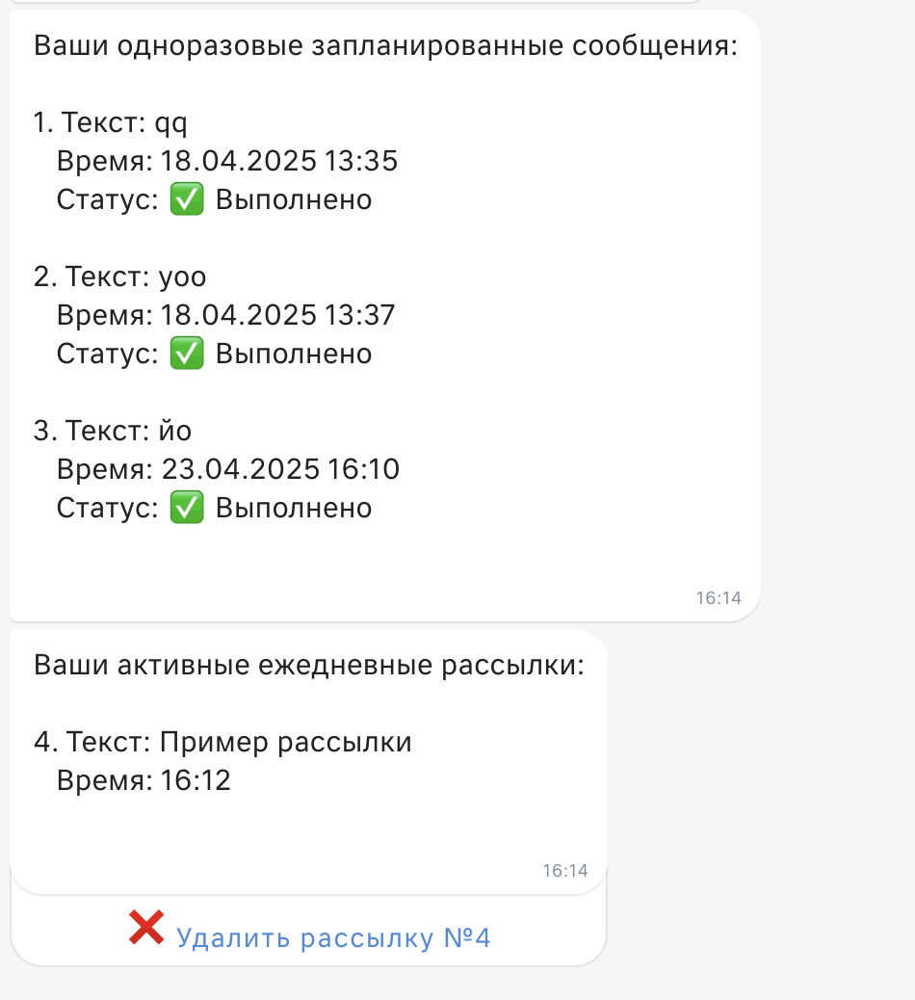 Ваши одноразовые запланированные сообщения:
1. Текст: qq
Время: 18.04.2025 13:35
Статус: ✅ Выполнено
2. Текст: yoo
Время: 18.04.2025 13:37
Статус: ✅ Выполнено
3. Текст: йо
Время: 23.04.2025 16:10
Статус: ✅ Выполнено
16:14
Ваши активные ежедневные рассылки:
4. Текст: Пример рассылки
Время: 16:12
16:14
❌ Удалить рассылку №4